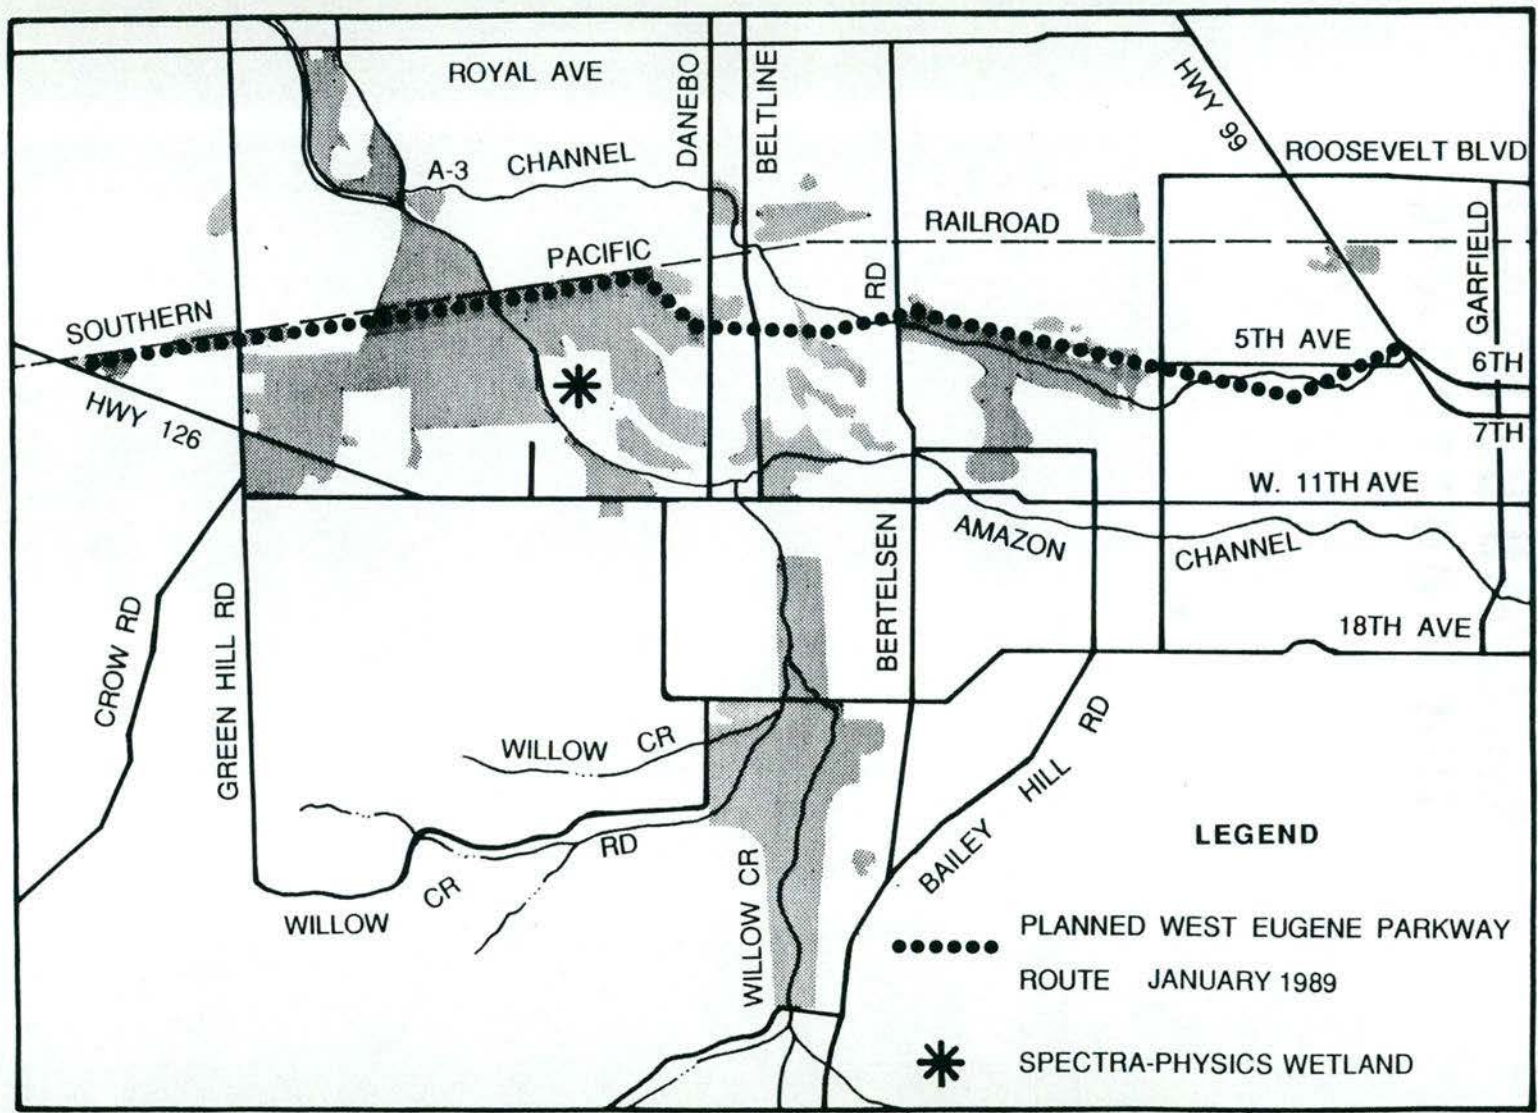 ROYAL AVE
DANEBO
BELTLINE
HWY 99
ROOSEVELT BLVD
A-3 CHANNEL
GARFIELD
RAILROAD
PACIFIC
SOUTHERN
RD
5TH AVE
6TH
7TH
HWY 126
W. 11TH AVE
AMAZON
CHANNEL
18TH AVE
CROW RD
GREEN HILL RD
BERTELSEN
WILLOW CR
BAILEY HILL RD
WILLOW CR RD
WILLOW CR
LEGEND
PLANNED WEST EUGENE PARKWAY
ROUTE JANUARY 1989
SPECTRA-PHYSICS WETLAND